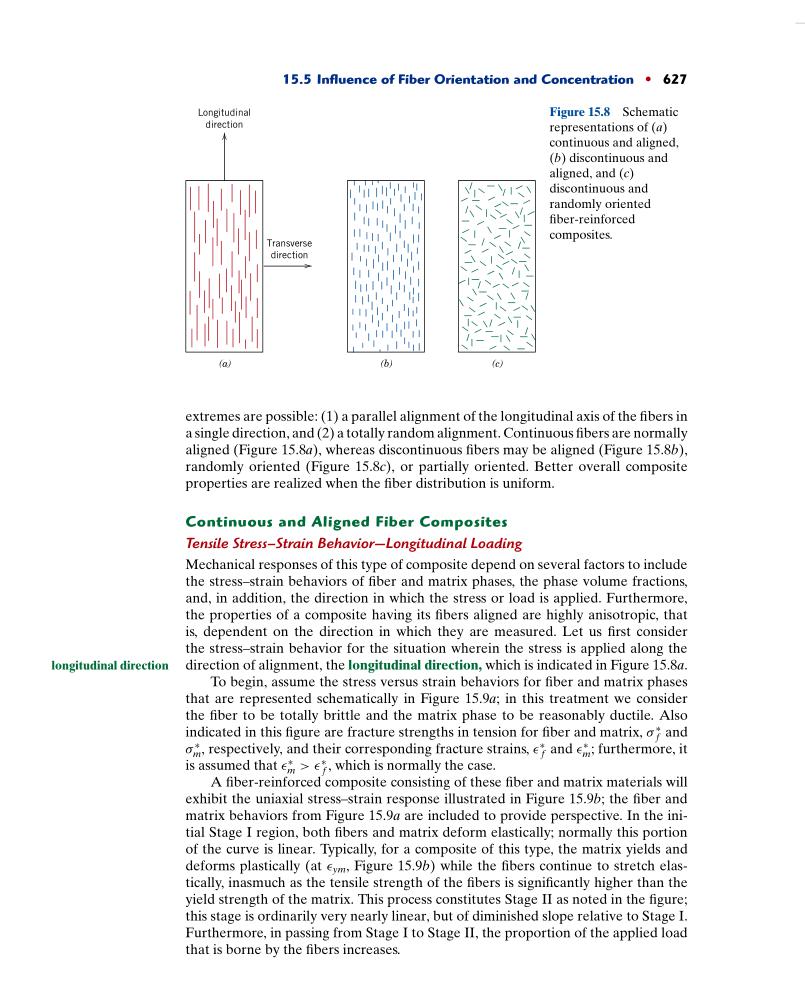 15.5 Influence of Fiber Orientation and Concentration • 627
Longitudinal
direction
Transverse
direction
(a)
(b)
(c)
Figure 15.8 Schematic
representations of (a)
continuous and aligned,
(b) discontinuous and
aligned, and (c)
discontinuous and
randomly oriented
fiber-reinforced
composites.
extremes are possible: (1) a parallel alignment of the longitudinal axis of the fibers in
a single direction, and (2) a totally random alignment. Continuous fibers are normally
aligned (Figure 15.8a), whereas discontinuous fibers may be aligned (Figure 15.8b),
randomly oriented (Figure 15.8c), or partially oriented. Better overall composite
properties are realized when the fiber distribution is uniform.
Continuous and Aligned Fiber Composites
Tensile Stress–Strain Behavior—Longitudinal Loading
Mechanical responses of this type of composite depend on several factors to include
the stress–strain behaviors of fiber and matrix phases, the phase volume fractions,
and, in addition, the direction in which the stress or load is applied. Furthermore,
the properties of a composite having its fibers aligned are highly anisotropic, that
is, dependent on the direction in which they are measured. Let us first consider
the stress–strain behavior for the situation wherein the stress is applied along the
longitudinal direction
direction of alignment, the longitudinal direction, which is indicated in Figure 15.8a.
To begin, assume the stress versus strain behaviors for fiber and matrix phases
that are represented schematically in Figure 15.9a; in this treatment we consider
the fiber to be totally brittle and the matrix phase to be reasonably ductile. Also
indicated in this figure are fracture strengths in tension for fiber and matrix, σ*f and
σ*m, respectively, and their corresponding fracture strains, ϵ*f and ϵ*m; furthermore, it
is assumed that ϵ*m > ϵ*f, which is normally the case.
A fiber-reinforced composite consisting of these fiber and matrix materials will
exhibit the uniaxial stress–strain response illustrated in Figure 15.9b; the fiber and
matrix behaviors from Figure 15.9a are included to provide perspective. In the ini-
tial Stage I region, both fibers and matrix deform elastically; normally this portion
of the curve is linear. Typically, for a composite of this type, the matrix yields and
deforms plastically (at ϵym, Figure 15.9b) while the fibers continue to stretch elas-
tically, inasmuch as the tensile strength of the fibers is significantly higher than the
yield strength of the matrix. This process constitutes Stage II as noted in the figure;
this stage is ordinarily very nearly linear, but of diminished slope relative to Stage I.
Furthermore, in passing from Stage I to Stage II, the proportion of the applied load
that is borne by the fibers increases.